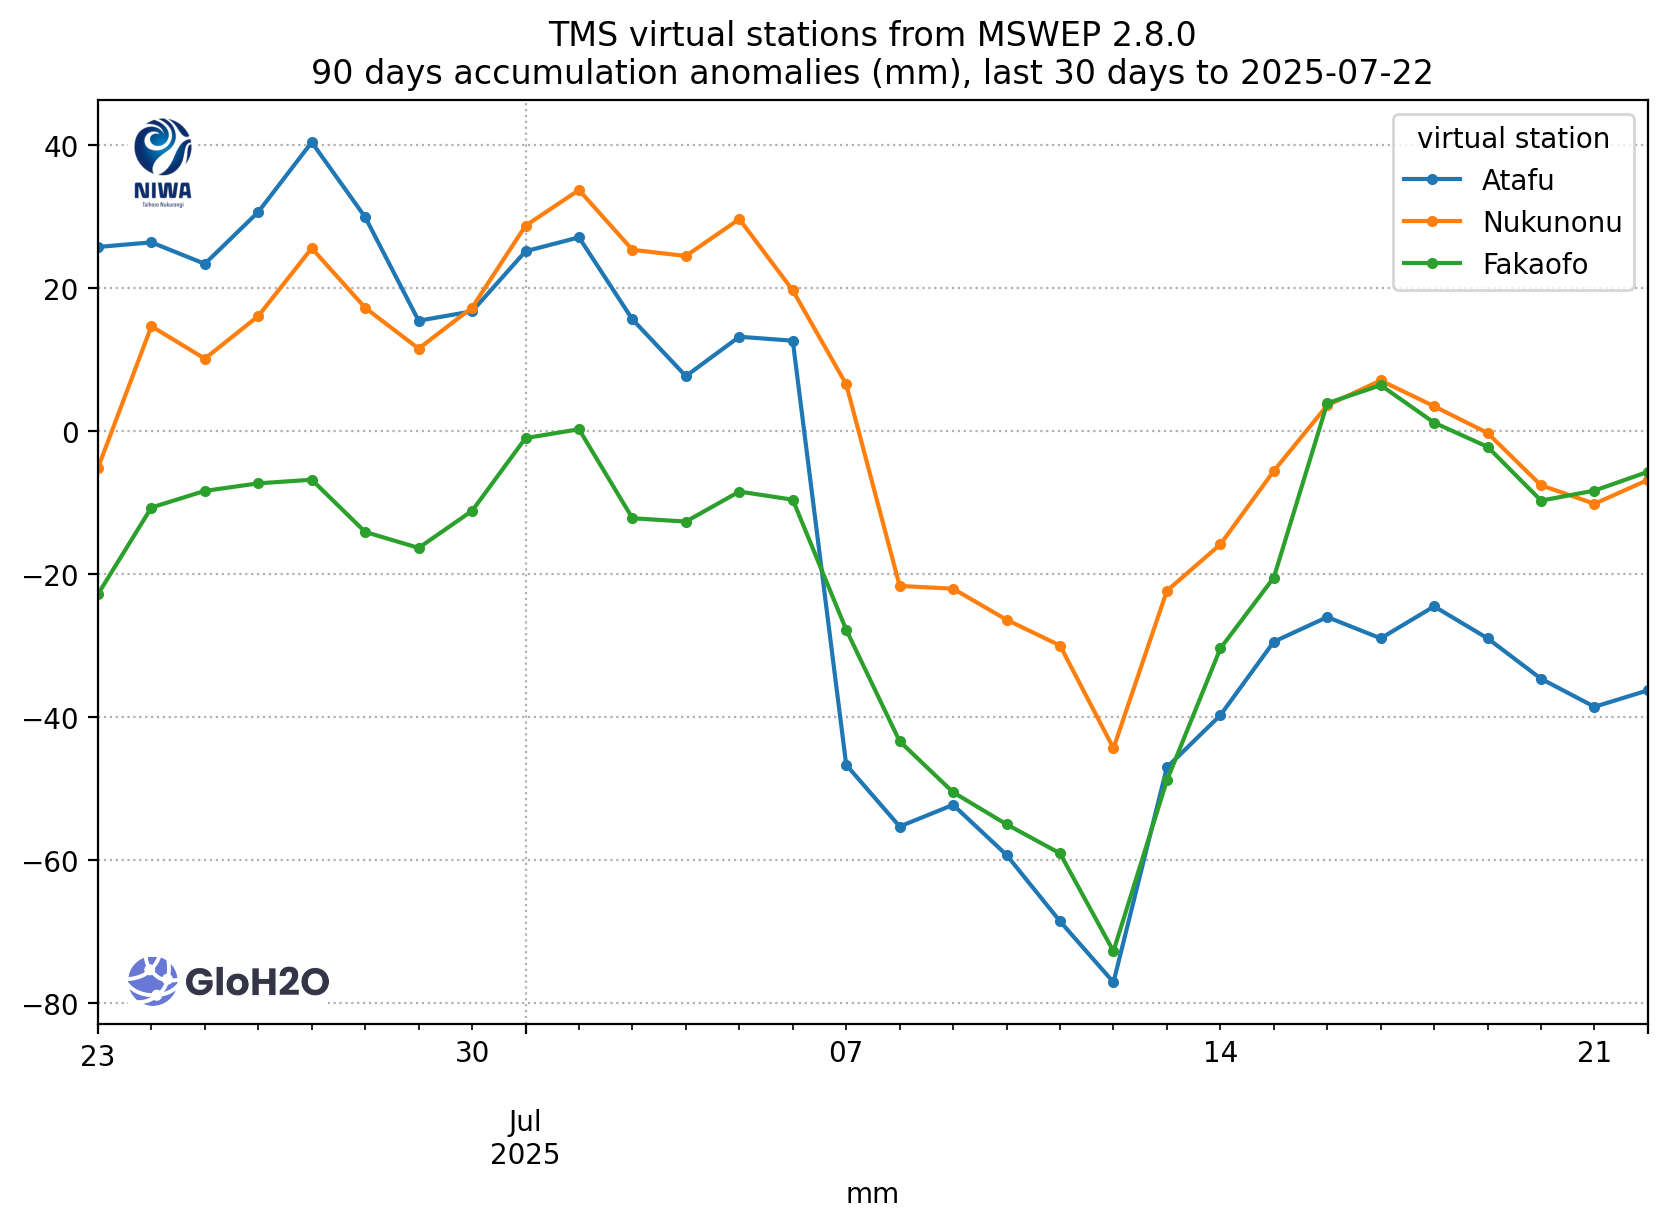 TMS virtual stations from MSWEP 2.8.0
90 days accumulation anomalies (mm), last 30 days to 2025-07-22
NIWA
Taihoro Nukurangi
virtual station
Atafu
Nukunonu
Fakaofo
40
20
0
−20
−40
−60
−80
GloH2O
23
30
07
14
21
Jul
2025
mm